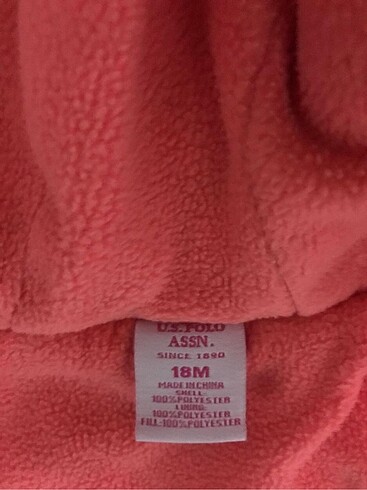 U.S. POLO
ASSN.
SINCE 1890
18M
MADE IN CHINA
SHELL:
100%POLYESTER
LINING:
100%POLYESTER
FILL:100%POLYESTER